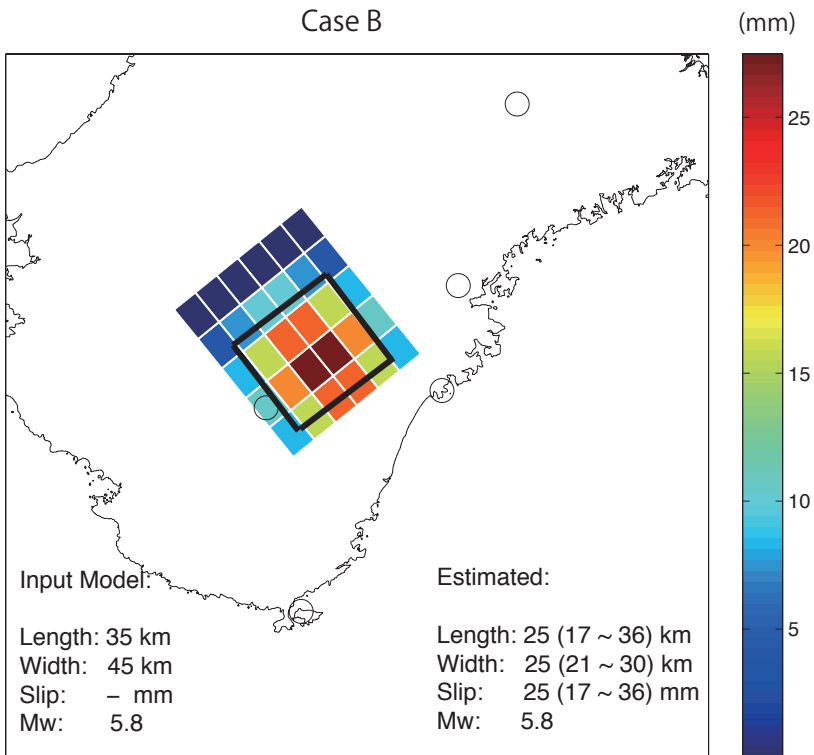 Case B
(mm)
25
20
15
10
5
Input Model:
Length: 35 km
Width: 45 km
Slip: – mm
Mw: 5.8
Estimated:
Length: 25 (17 ~ 36) km
Width: 25 (21 ~ 30) km
Slip: 25 (17 ~ 36) mm
Mw: 5.8